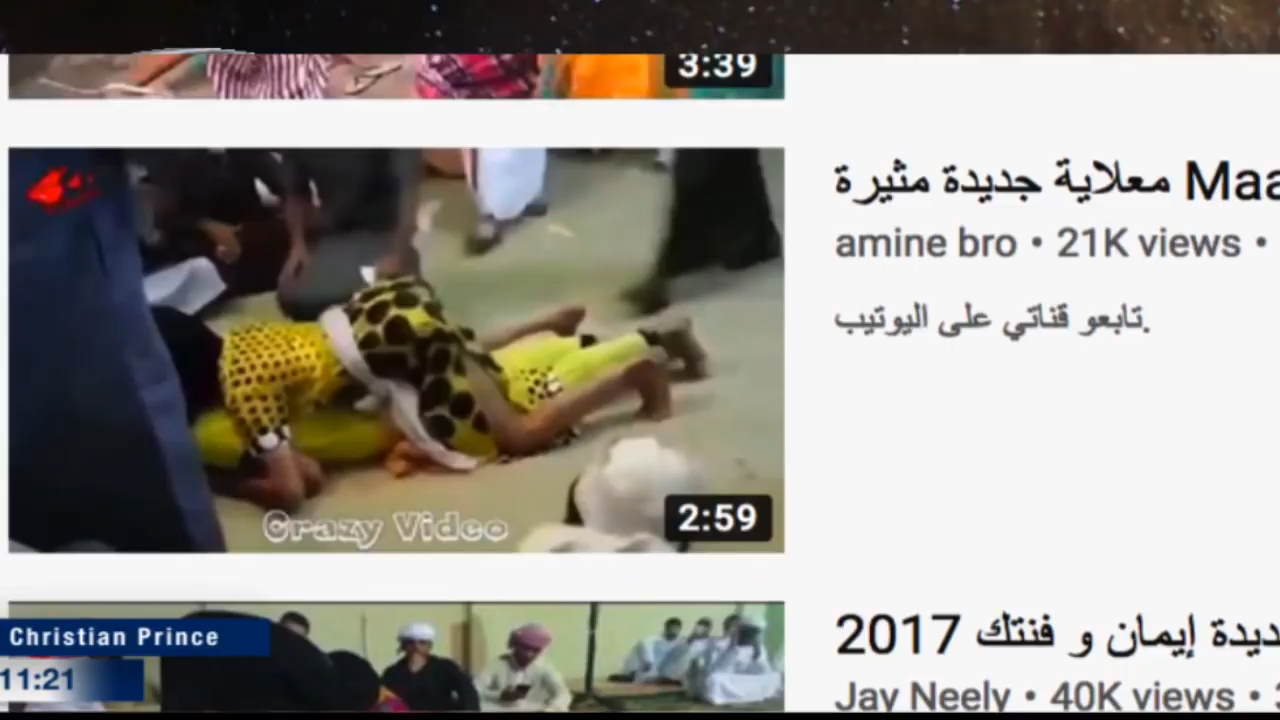 3:39
معلاية جديدة مثيرة Maa
amine bro • 21K views •
تابعو قناتي على اليوتيب.
Crazy Video
2:59
Christian Prince
11:21
ديدة إيمان و فنتك 2017
Jay Neely • 40K views •